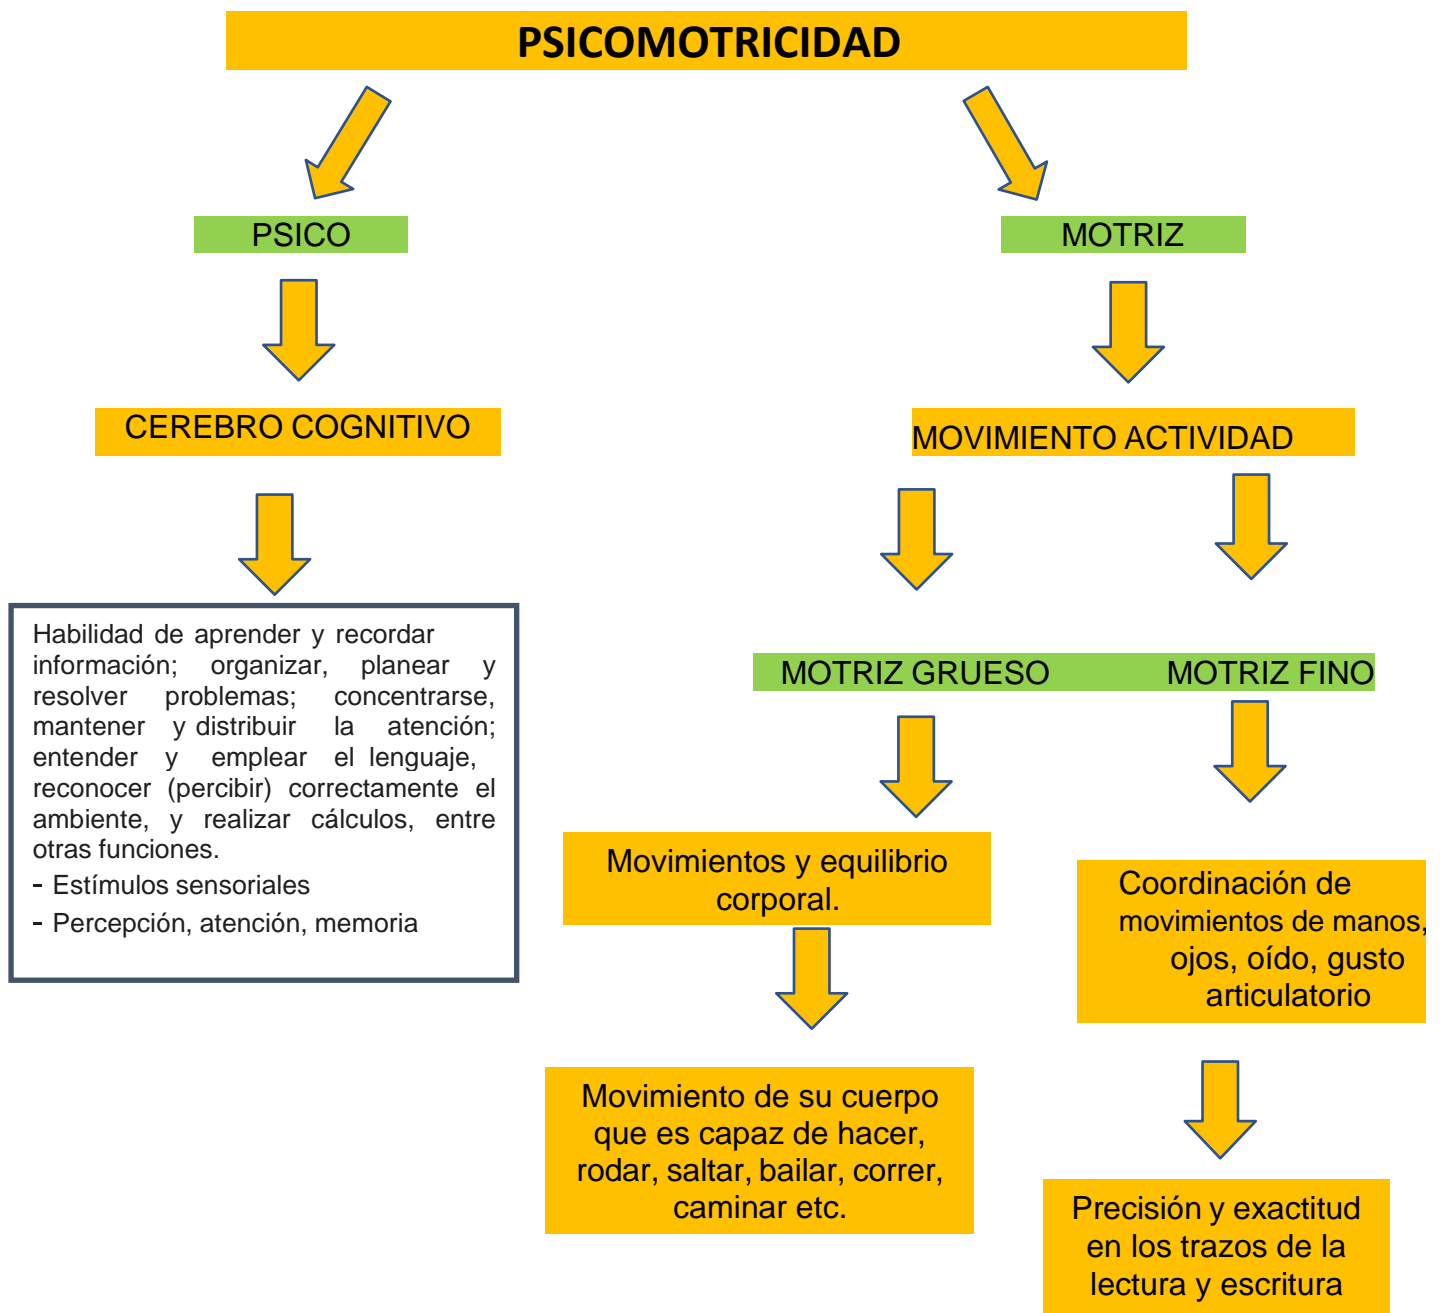 PSICOMOTRICIDAD
PSICO
MOTRIZ
CEREBRO COGNITIVO
MOVIMIENTO ACTIVIDAD
Habilidad de aprender y recordar
información; organizar, planear y
resolver problemas; concentrarse,
mantener y distribuir la atención;
entender y emplear el lenguaje,
reconocer (percibir) correctamente el
ambiente, y realizar cálculos, entre
otras funciones.
- Estímulos sensoriales
- Percepción, atención, memoria
MOTRIZ GRUESO
MOTRIZ FINO
Movimientos y equilibrio
corporal.
Coordinación de
movimientos de manos,
ojos, oído, gusto
articulatorio
Movimiento de su cuerpo
que es capaz de hacer,
rodar, saltar, bailar, correr,
caminar etc.
Precisión y exactitud
en los trazos de la
lectura y escritura